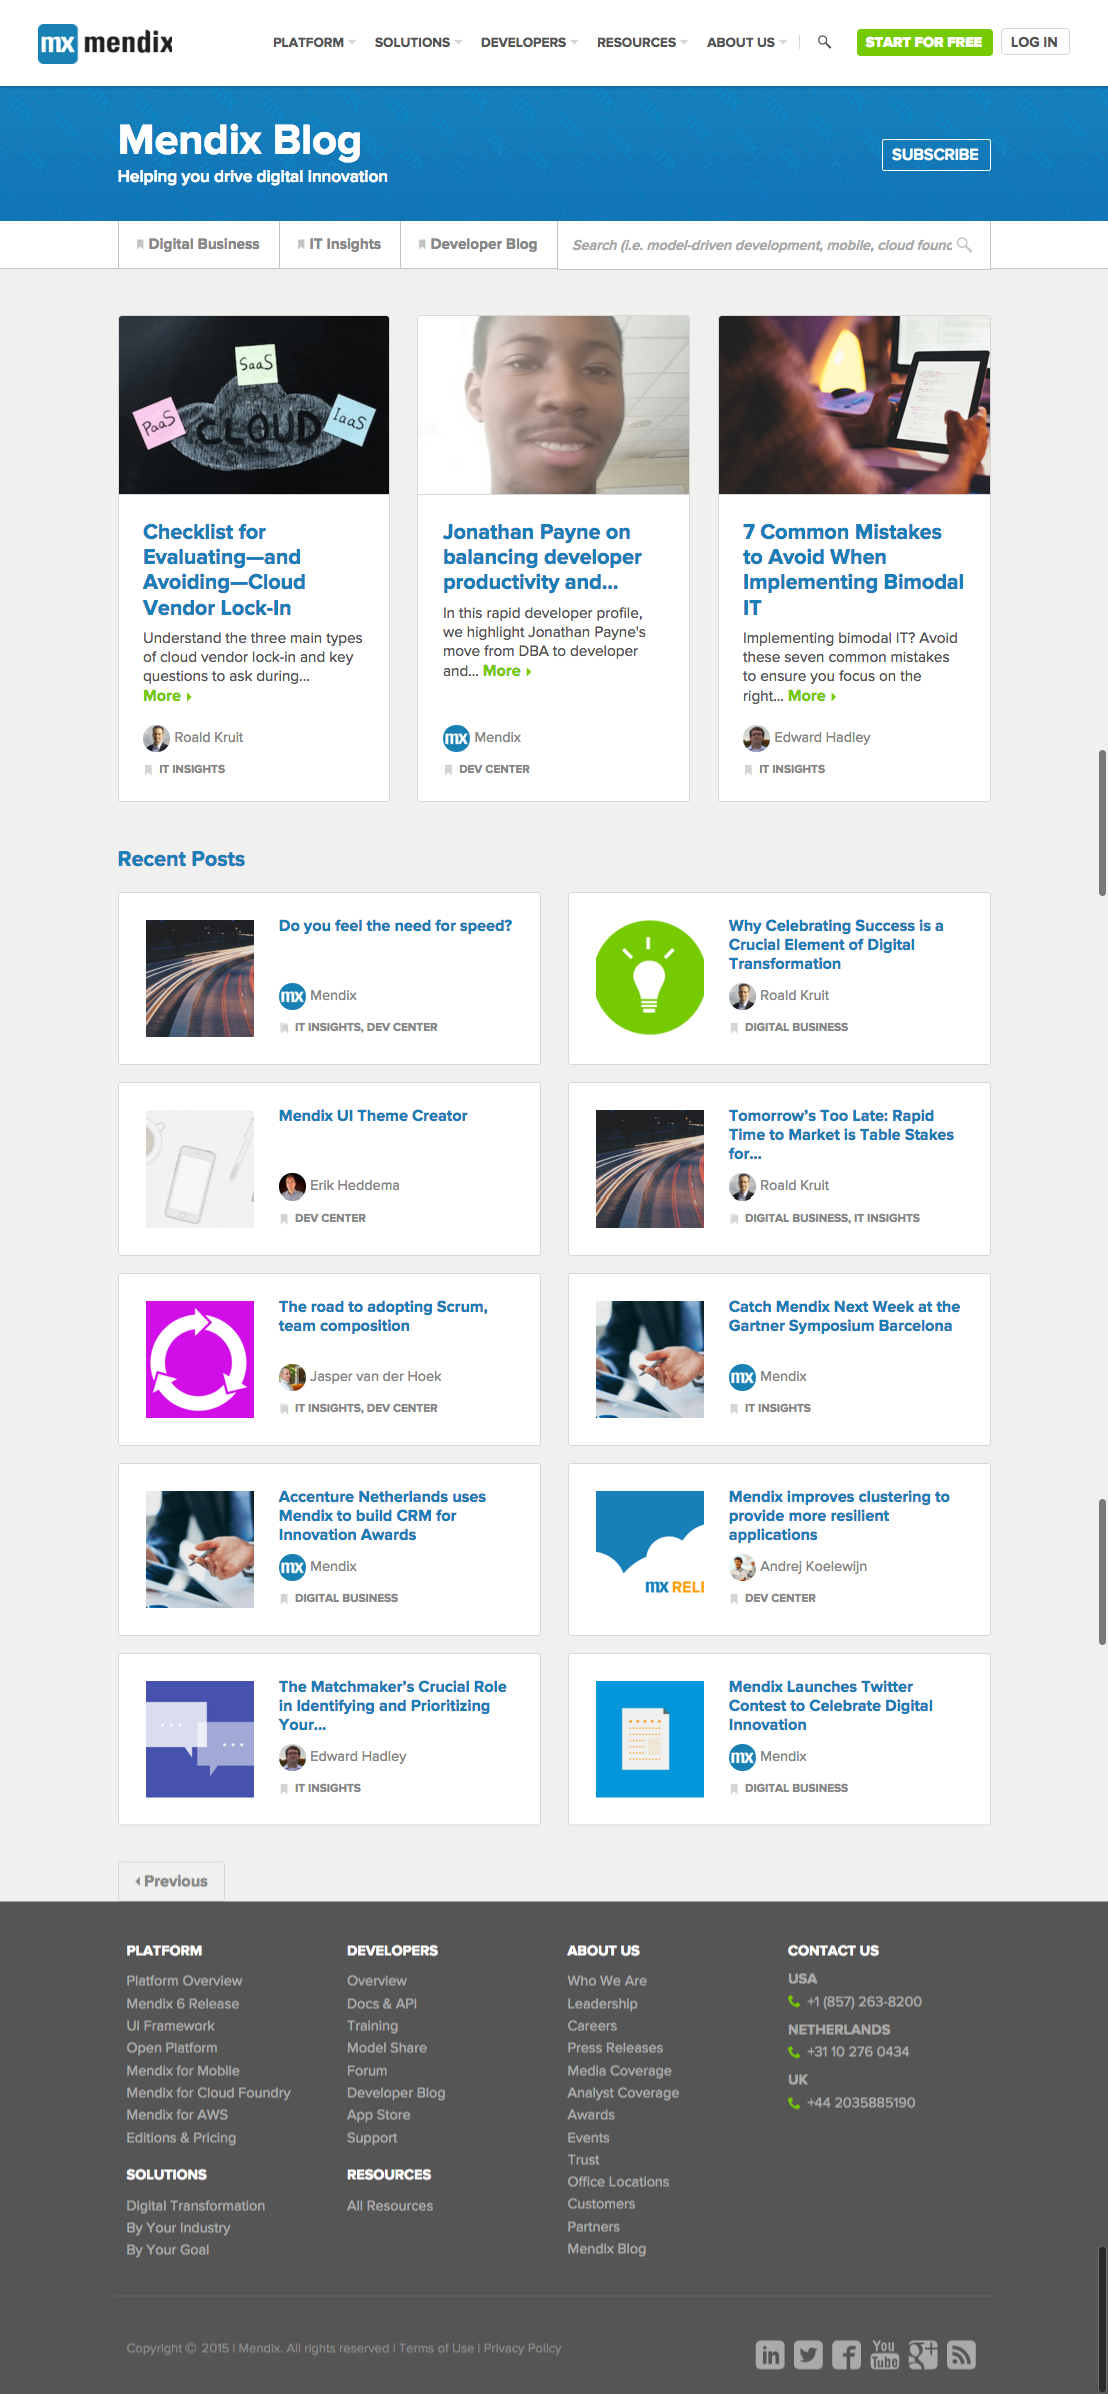 mx mendix
PLATFORM SOLUTIONS DEVELOPERS RESOURCES ABOUT US START FOR FREE LOG IN
Mendix Blog
Helping you drive digital innovation
SUBSCRIBE
Digital Business IT Insights Developer Blog Search (i.e. model-driven development, mobile, cloud founc
SaaS
PaaS
CLOUD
IaaS
Checklist for
Evaluating—and
Avoiding—Cloud
Vendor Lock-In
Understand the three main types
of cloud vendor lock-in and key
questions to ask during...
More
Roald Kruit
IT INSIGHTS
Jonathan Payne on
balancing developer
productivity and...
In this rapid developer profile,
we highlight Jonathan Payne's
move from DBA to developer
and... More
mx Mendix
DEV CENTER
7 Common Mistakes
to Avoid When
Implementing Bimodal
IT
Implementing bimodal IT? Avoid
these seven common mistakes
to ensure you focus on the
right... More
Edward Hadley
IT INSIGHTS
Recent Posts
Do you feel the need for speed?
mx Mendix
IT INSIGHTS, DEV CENTER
Why Celebrating Success is a
Crucial Element of Digital
Transformation
Roald Kruit
DIGITAL BUSINESS
Mendix UI Theme Creator
Erik Heddema
DEV CENTER
Tomorrow's Too Late: Rapid
Time to Market is Table Stakes
for...
Roald Kruit
DIGITAL BUSINESS, IT INSIGHTS
The road to adopting Scrum,
team composition
Jasper van der Hoek
IT INSIGHTS, DEV CENTER
Catch Mendix Next Week at the
Gartner Symposium Barcelona
mx Mendix
IT INSIGHTS
Accenture Netherlands uses
Mendix to build CRM for
Innovation Awards
mx Mendix
DIGITAL BUSINESS
mx RELI
Mendix improves clustering to
provide more resilient
applications
Andrej Koelewijn
DEV CENTER
The Matchmaker's Crucial Role
in Identifying and Prioritizing
Your...
Edward Hadley
IT INSIGHTS
Mendix Launches Twitter
Contest to Celebrate Digital
Innovation
mx Mendix
DIGITAL BUSINESS
Previous
PLATFORM
Platform Overview
Mendix 6 Release
UI Framework
Open Platform
Mendix for Mobile
Mendix for Cloud Foundry
Mendix for AWS
Editions & Pricing
SOLUTIONS
Digital Transformation
By Your Industry
By Your Goal
DEVELOPERS
Overview
Docs & API
Training
Model Share
Forum
Developer Blog
App Store
Support
RESOURCES
All Resources
ABOUT US
Who We Are
Leadership
Careers
Press Releases
Media Coverage
Analyst Coverage
Awards
Events
Trust
Office Locations
Customers
Partners
Mendix Blog
CONTACT US
USA
+1 (857) 263-8200
NETHERLANDS
+31 10 276 0434
UK
+44 2035885190
Copyright © 2015 | Mendix. All rights reserved | Terms of Use | Privacy Policy
in f You Tube g+